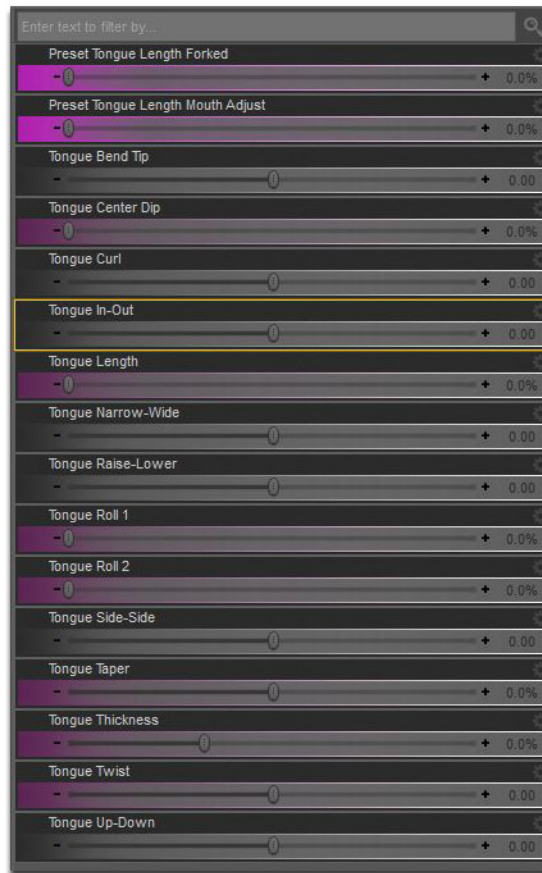 Enter text to filter by...
Preset Tongue Length Forked
- + 0.0%
Preset Tongue Length Mouth Adjust
- + 0.0%
Tongue Bend Tip
- + 0.00
Tongue Center Dip
- + 0.0%
Tongue Curl
- + 0.00
Tongue In-Out
- + 0.00
Tongue Length
- + 0.0%
Tongue Narrow-Wide
- + 0.00
Tongue Raise-Lower
- + 0.00
Tongue Roll 1
- + 0.0%
Tongue Roll 2
- + 0.0%
Tongue Side-Side
- + 0.00
Tongue Taper
- + 0.0%
Tongue Thickness
- + 0.0%
Tongue Twist
- + 0.00
Tongue Up-Down
- + 0.00